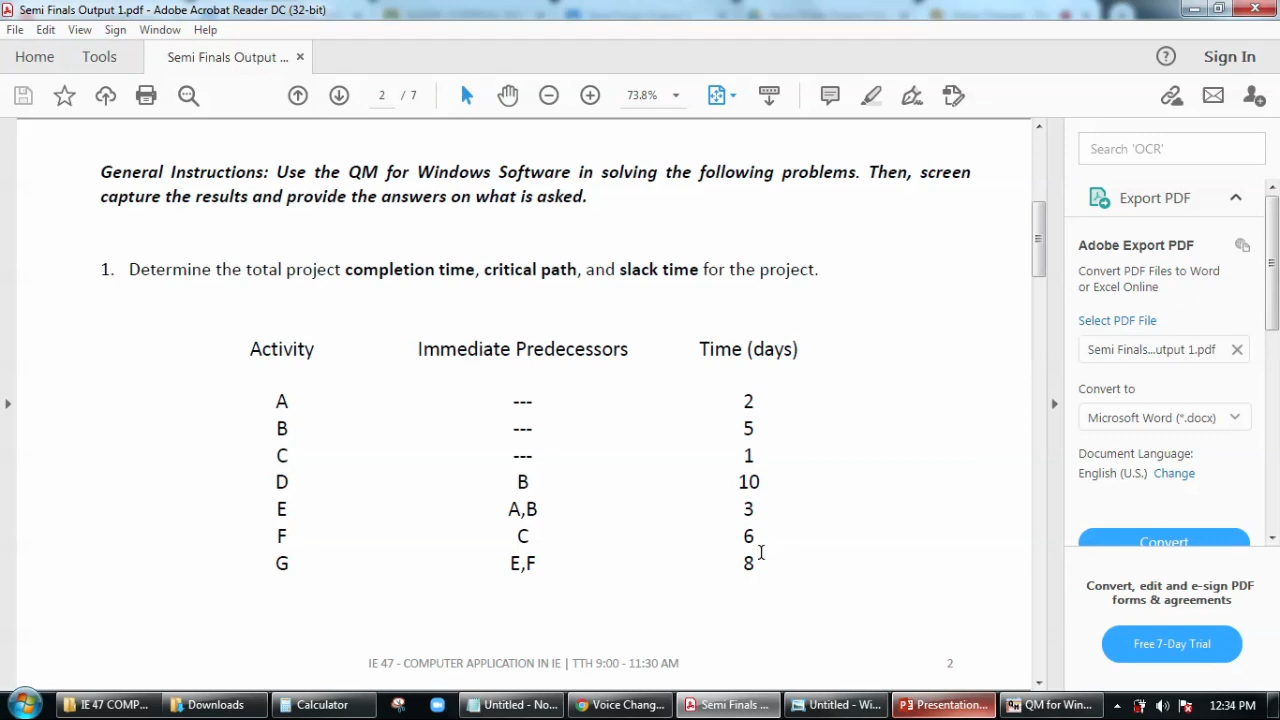 Semi Finals Output 1.pdf - Adobe Acrobat Reader DC (32-bit)
File Edit View Sign Window Help
Home Tools Semi Finals Output ... × Sign In
2 / 7 73.8%
General Instructions: Use the QM for Windows Software in solving the following problems. Then, screen
capture the results and provide the answers on what is asked.
1. Determine the total project completion time, critical path, and slack time for the project.
Activity Immediate Predecessors Time (days)
A --- 2
B --- 5
C --- 1
D B 10
E A,B 3
F C 6
G E,F 8
IE 47 - COMPUTER APPLICATION IN IE | TTH 9:00 - 11:30 AM 2
Search 'OCR'
Export PDF
Adobe Export PDF
Convert PDF Files to Word
or Excel Online
Select PDF File
Semi Finals...utput 1.pdf
Convert to
Microsoft Word (*.docx)
Document Language:
English (U.S.) Change
Convert
Convert, edit and e-sign PDF
forms & agreements
Free 7-Day Trial
IE 47 COMP... Downloads Calculator Untitled - No... Voice Chang... Semi Finals ... Untitled - Wi... Presentation... QM for Win... 12:34 PM